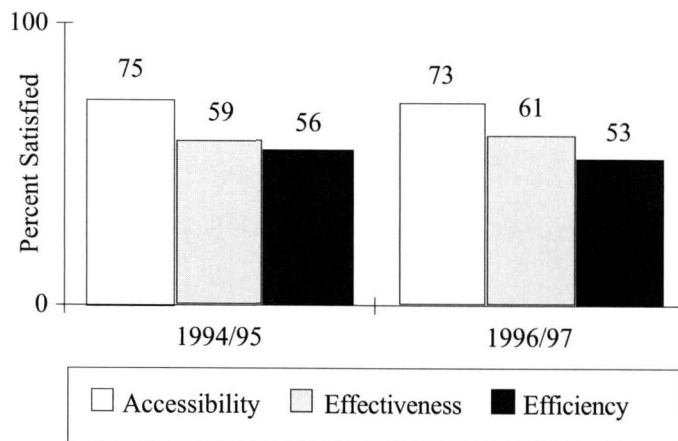 100
Percent Satisfied
75
59
56
73
61
53
0
1994/95
1996/97
Accessibility
Effectiveness
Efficiency